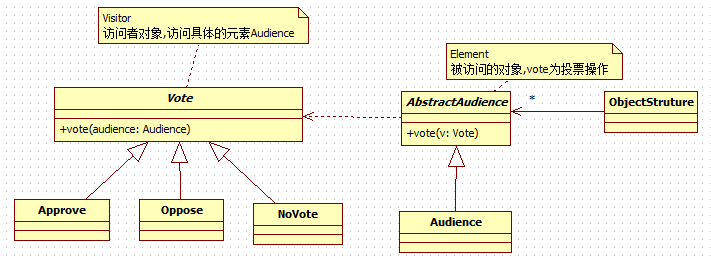 Visitor
访问者对象,访问具体的元素Audience
Element
被访问的对象,vote为投票操作
Vote
+vote(audience: Audience)
AbstractAudience
+vote(v: Vote)
*
ObjectStruture
Approve
Oppose
NoVote
Audience